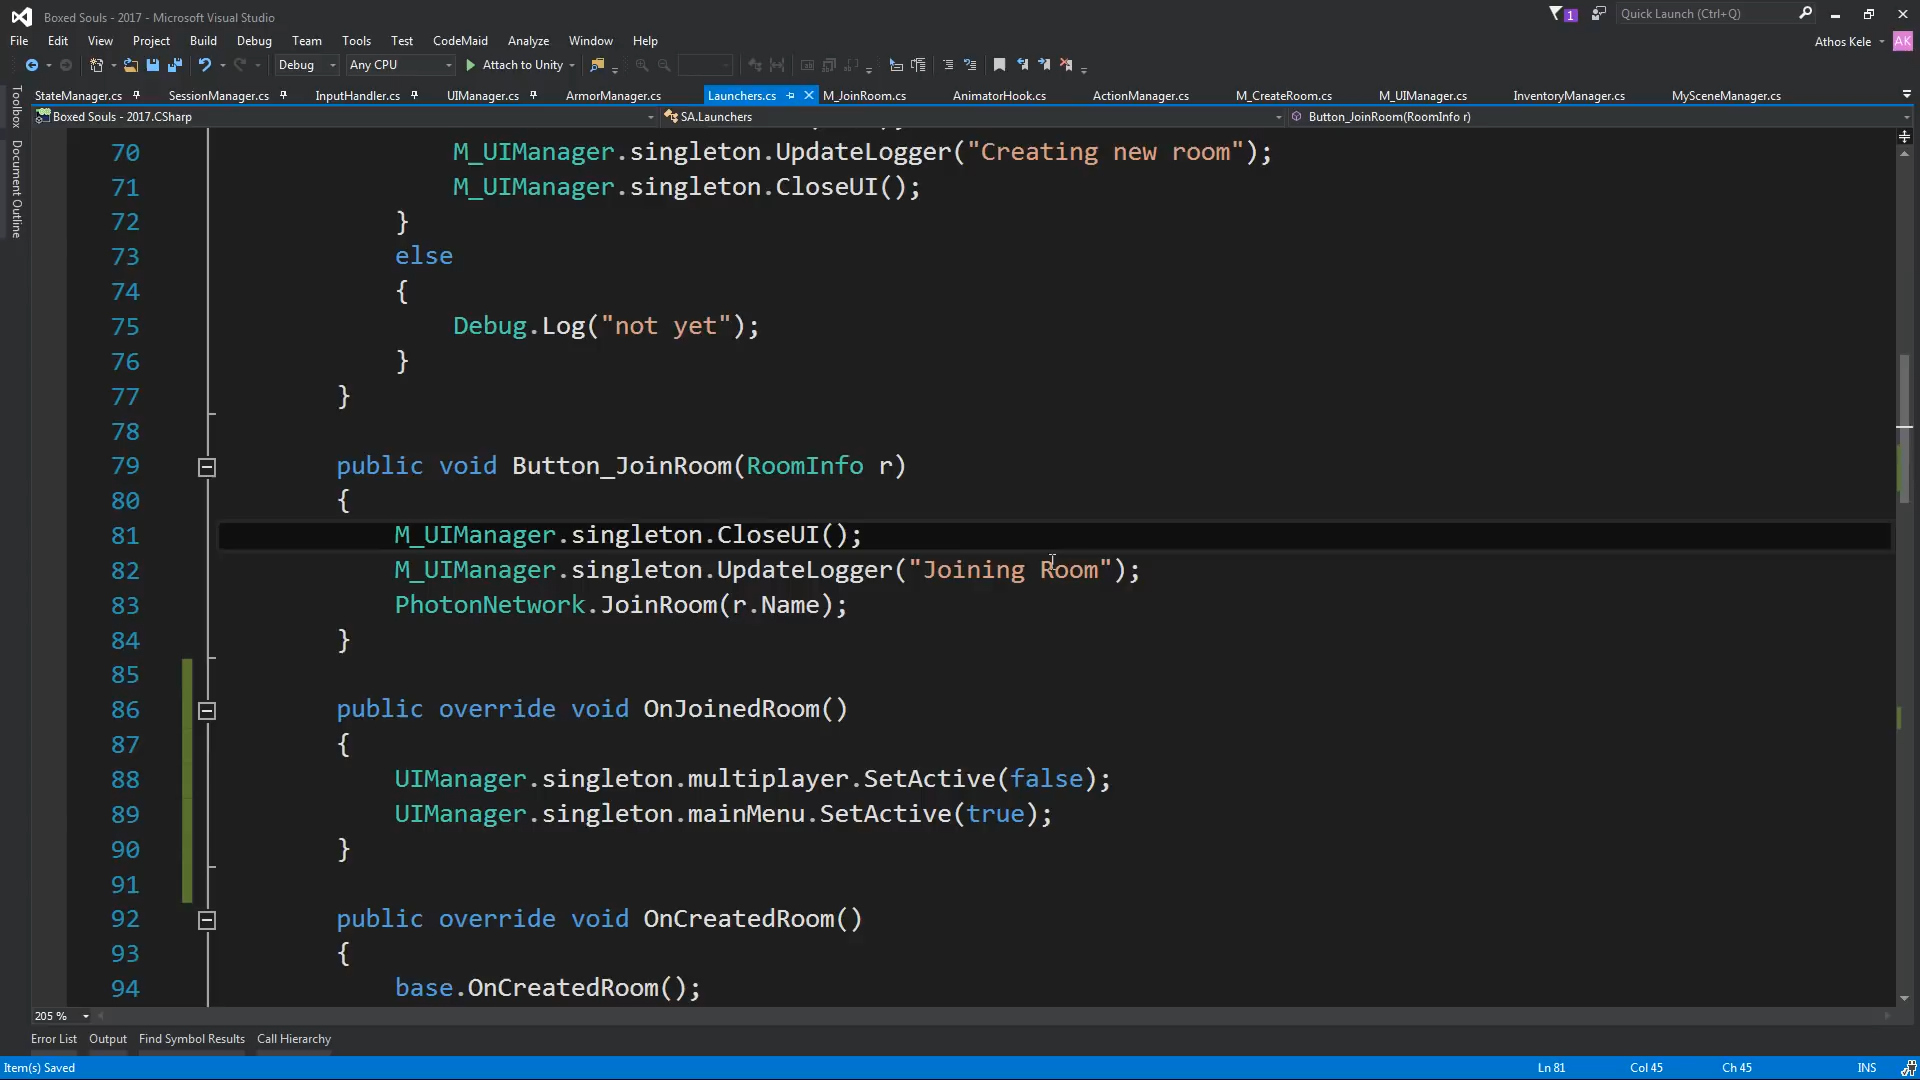 Boxed Souls - 2017 - Microsoft Visual Studio
1
Quick Launch (Ctrl+Q)
File Edit View Project Build Debug Team Tools Test CodeMaid Analyze Window Help
Athos Kele AK
Debug Any CPU Attach to Unity
Toolbox
Document Outline
StateManager.cs SessionManager.cs InputHandler.cs UIManager.cs ArmorManager.cs Launchers.cs M_JoinRoom.cs AnimatorHook.cs ActionManager.cs M_CreateRoom.cs M_UIManager.cs InventoryManager.cs MySceneManager.cs
Boxed Souls - 2017.CSharp SA.Launchers Button_JoinRoom(RoomInfo r)
70 M_UIManager.singleton.UpdateLogger("Creating new room");
71 M_UIManager.singleton.CloseUI();
72 }
73 else
74 {
75 Debug.Log("not yet");
76 }
77 }
78
79 public void Button_JoinRoom(RoomInfo r)
80 {
81 M_UIManager.singleton.CloseUI();
82 M_UIManager.singleton.UpdateLogger("Joining Room");
83 PhotonNetwork.JoinRoom(r.Name);
84 }
85
86 public override void OnJoinedRoom()
87 {
88 UIManager.singleton.multiplayer.SetActive(false);
89 UIManager.singleton.mainMenu.SetActive(true);
90 }
91
92 public override void OnCreatedRoom()
93 {
94 base.OnCreatedRoom();
205 %
Error List Output Find Symbol Results Call Hierarchy
Item(s) Saved Ln 81 Col 45 Ch 45 INS